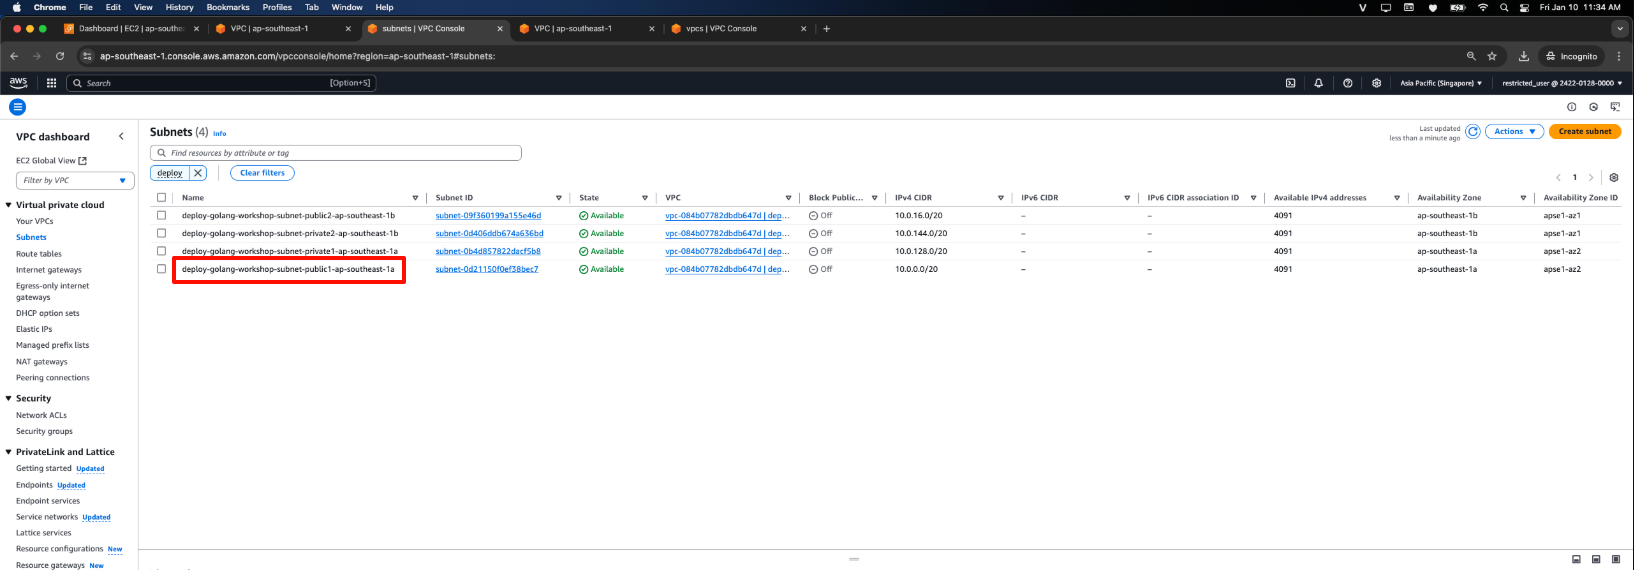 Chrome File Edit View History Bookmarks Profiles Tab Window Help Fri Jan 10 11:34 AM
Dashboard | EC2 | ap-southe: VPC | ap-southeast-1 subnets | VPC Console VPC | ap-southeast-1 vpcs | VPC Console
ap-southeast-1.console.aws.amazon.com/vpcconsole/home?region=ap-southeast-1#subnets: Incognito
aws Search [Option+S] Asia Pacific (Singapore) restricted_user @ 2422-0128-0000
VPC dashboard
EC2 Global View
Filter by VPC
Virtual private cloud
Your VPCs
Subnets
Route tables
Internet gateways
Egress-only internet
gateways
DHCP option sets
Elastic IPs
Managed prefix lists
NAT gateways
Peering connections
Security
Network ACLs
Security groups
PrivateLink and Lattice
Getting started Updated
Endpoints Updated
Endpoint services
Service networks Updated
Lattice services
Resource configurations New
Resource gateways New
Subnets (4) Info
Last updated
less than a minute ago
Actions Create subnet
Find resources by attribute or tag
deploy Clear filters
1
Name Subnet ID State VPC Block Public... IPv4 CIDR IPv6 CIDR IPv6 CIDR association ID Available IPv4 addresses Availability Zone Availability Zone ID
deploy-golang-workshop-subnet-public2-ap-southeast-1b subnet-09f360199a155e46d Available vpc-084b07782dbdb647d | dep... Off 10.0.16.0/20 – – 4091 ap-southeast-1b apse1-az1
deploy-golang-workshop-subnet-private2-ap-southeast-1b subnet-0d406ddb674a636bd Available vpc-084b07782dbdb647d | dep... Off 10.0.144.0/20 – – 4091 ap-southeast-1b apse1-az1
deploy-golang-workshop-subnet-private1-ap-southeast-1a subnet-0b4d857822dacf5b8 Available vpc-084b07782dbdb647d | dep... Off 10.0.128.0/20 – – 4091 ap-southeast-1a apse1-az2
deploy-golang-workshop-subnet-public1-ap-southeast-1a subnet-0d21150f0ef38bec7 Available vpc-084b07782dbdb647d | dep... Off 10.0.0.0/20 – – 4091 ap-southeast-1a apse1-az2